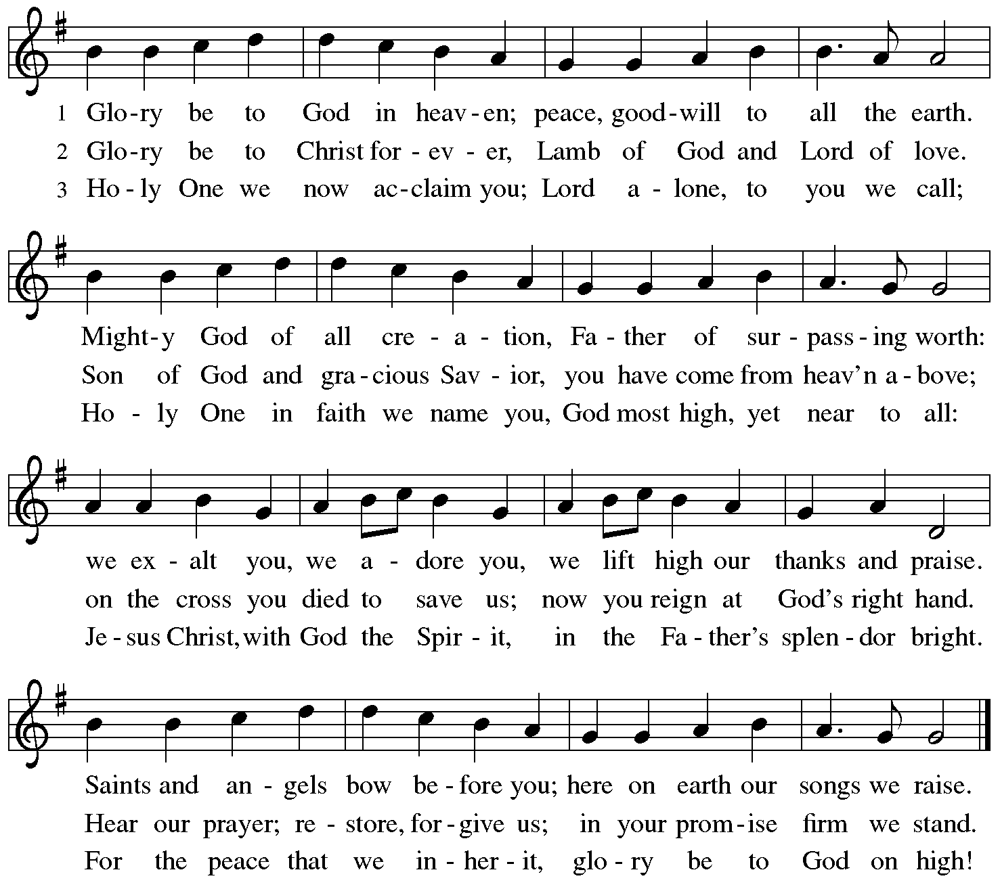 1 Glo-ry be to God in heav-en; peace, good-will to all the earth.
2 Glo-ry be to Christ for-ev-er, Lamb of God and Lord of love.
3 Ho-ly One we now ac-claim you; Lord a-lone, to you we call;
Might-y God of all cre-a-tion, Fa-ther of sur-pass-ing worth:
Son of God and gra-cious Sav-ior, you have come from heav'n a-bove;
Ho-ly One in faith we name you, God most high, yet near to all:
we ex-alt you, we a-dore you, we lift high our thanks and praise.
on the cross you died to save us; now you reign at God's right hand.
Je-sus Christ, with God the Spir-it, in the Fa-ther's splen-dor bright.
Saints and an-gels bow be-fore you; here on earth our songs we raise.
Hear our prayer; re-store, for-give us; in your prom-ise firm we stand.
For the peace that we in-her-it, glo-ry be to God on high!